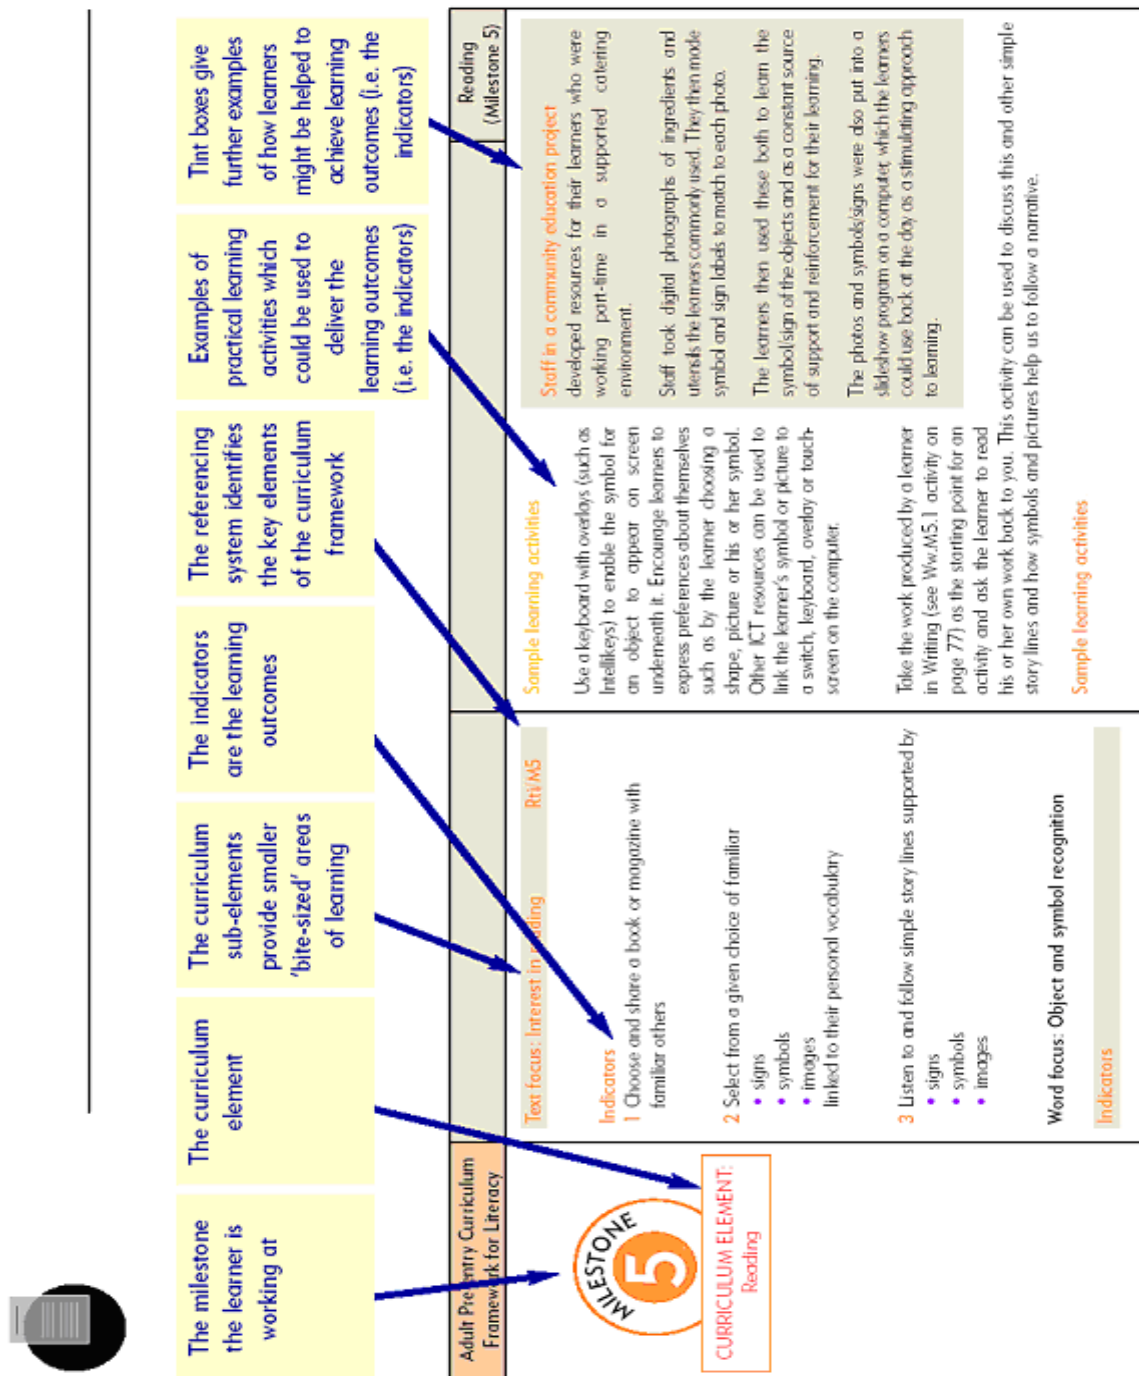 The milestone
the learner is
working at
The curriculum
element
The curriculum
sub-elements
provide smaller
'bite-sized' areas
of learning
The indicators
are the learning
outcomes
The referencing
system identifies
the key elements
of the curriculum
framework
Examples of
practical learning
activities which
could be used to
deliver the
learning outcomes
(i.e. the indicators)
Tint boxes give
further examples
of how learners
might be helped to
achieve learning
outcomes (i.e. the
indicators)
Adult Pre-entry Curriculum
Framework for Literacy
Reading
(Milestone 5)
MILESTONE
5
CURRICULUM ELEMENT:
Reading
Text focus: Interest in reading Rti/M5
Indicators
1 Choose and share a book or magazine with
familiar others
2 Select from a given choice of familiar
• signs
• symbols
• images
linked to their personal vocabulary
3 Listen to and follow simple story lines supported by
• signs
• symbols
• images
Word focus: Object and symbol recognition
Indicators
Sample learning activities
Use a keyboard with overlays (such as
Intellikeys) to enable the symbol for
an object to appear on screen
underneath it. Encourage learners to
express preferences about themselves
such as by the learner choosing a
shape, picture or his or her symbol.
Other ICT resources can be used to
link the learner's symbol or picture to
a switch, keyboard, overlay or touch-
screen on the computer.
Take the work produced by a learner
in Writing (see Ww.M5.1 activity on
page 77) as the starting point for an
activity and ask the learner to read
his or her own work back to you. This activity can be used to discuss this and other simple
story lines and how symbols and pictures help us to follow a narrative.
Sample learning activities
Staff in a community education project
developed resources for their learners who were
working part-time in a supported catering
environment.
Staff took digital photographs of ingredients and
utensils the learners commonly used. They then made
symbol and sign labels to match to each photo.
The learners then used these both to learn the
symbol/sign of the objects and as a constant source
of support and reinforcement for their learning.
The photos and symbols/signs were also put into a
slideshow program on a computer, which the learners
could use back at the day as a stimulating approach
to learning.